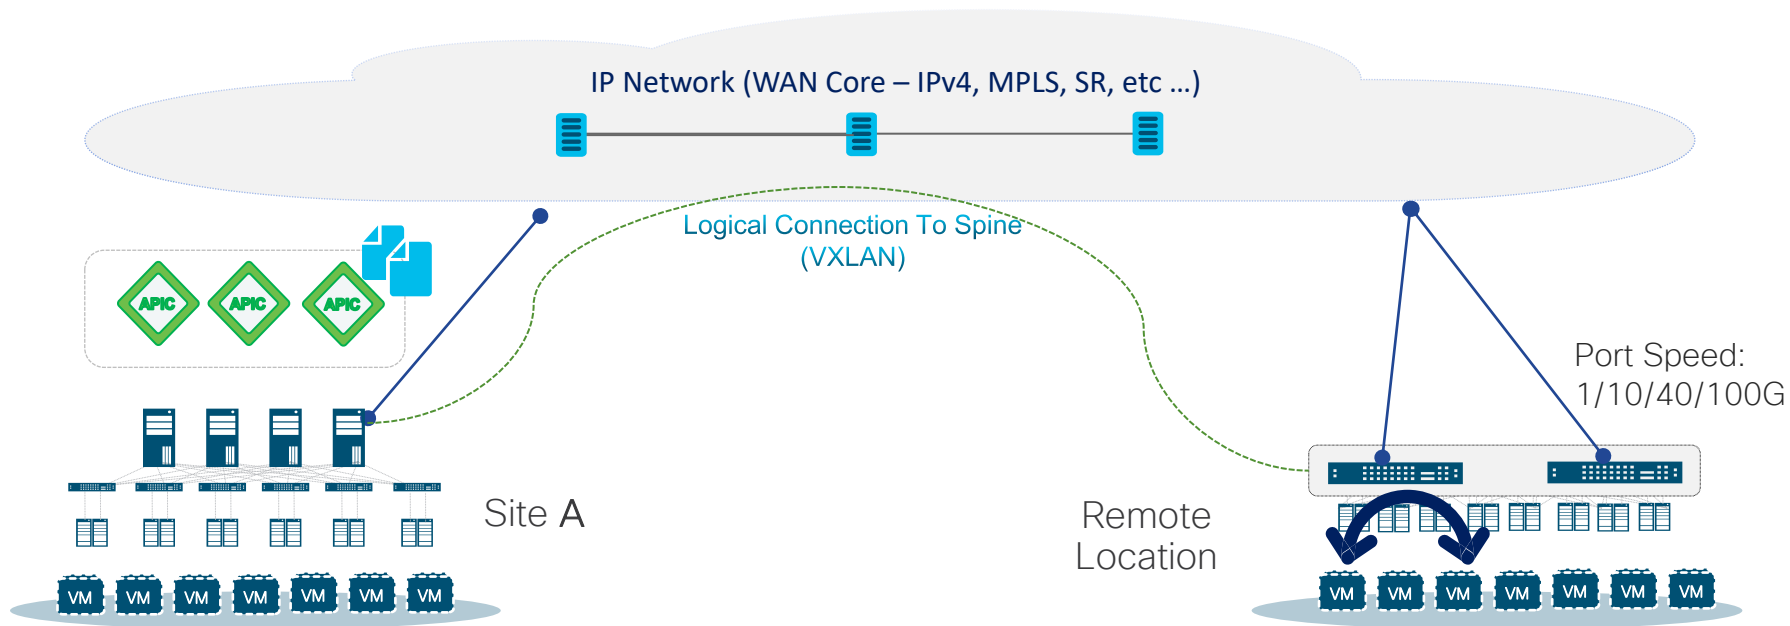 IP Network (WAN Core – IPv4, MPLS, SR, etc ...)
Logical Connection To Spine
(VXLAN)
APIC
APIC
APIC
Port Speed:
1/10/40/100G
Site A
Remote
Location
VM
VM
VM
VM
VM
VM
VM
VM
VM
VM
VM
VM
VM
VM